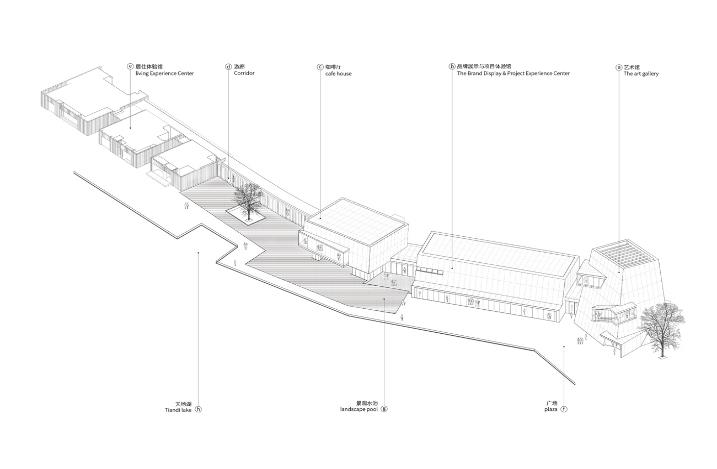 ⓔ 居住体验馆
living Experience Center
ⓓ 游廊
Corridor
ⓒ 咖啡厅
cafe house
ⓑ 品牌展示与项目体验馆
The Brand Display & Project Experience Center
ⓐ 艺术馆
The art gallery
天地湖
Tiandi lake ⓗ
景观水池
landscape pool ⓖ
广场
plaza ⓕ